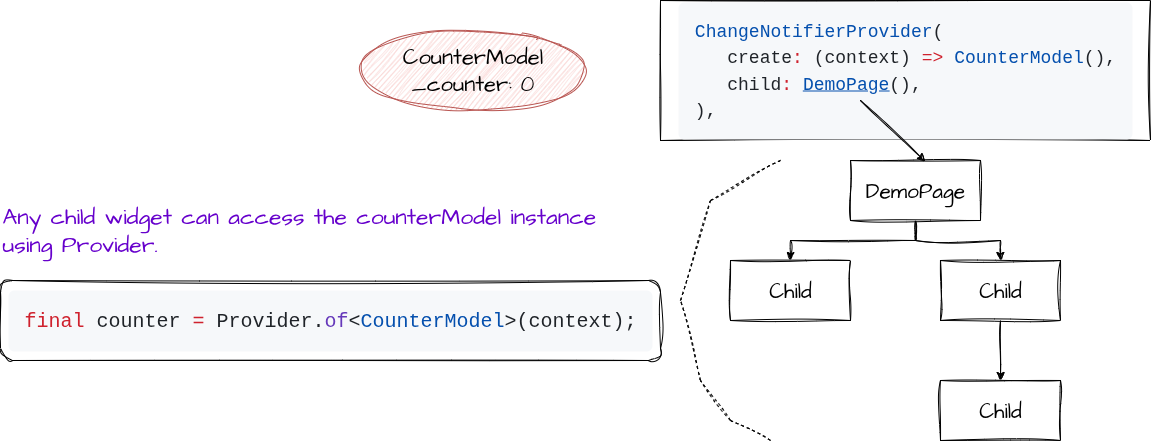 CounterModel
_counter: 0
ChangeNotifierProvider(
create: (context) => CounterModel(),
child: DemoPage(),
),
DemoPage
Any child widget can access the counterModel instance
using Provider.
Child
Child
final counter = Provider.of<CounterModel>(context);
Child